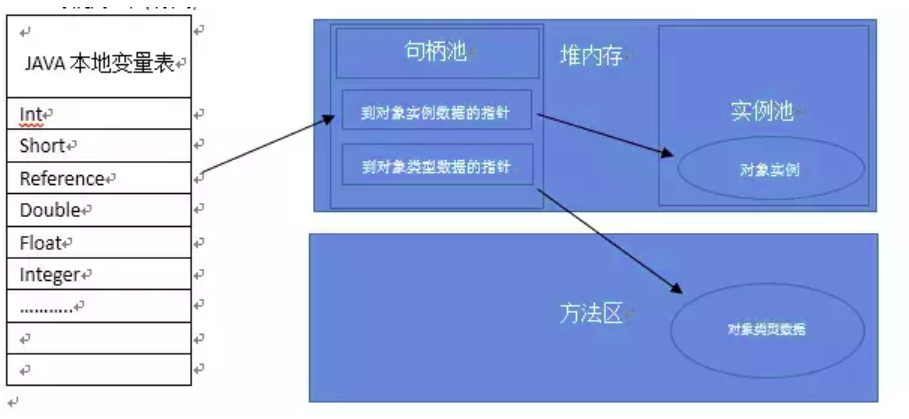 JAVA 本地变量表
Int
Short
Reference
Double
Float
Integer
………..
句柄池
到对象实例数据的指针
到对象类型数据的指针
堆内存
实例池
对象实例
方法区
对象类型数据